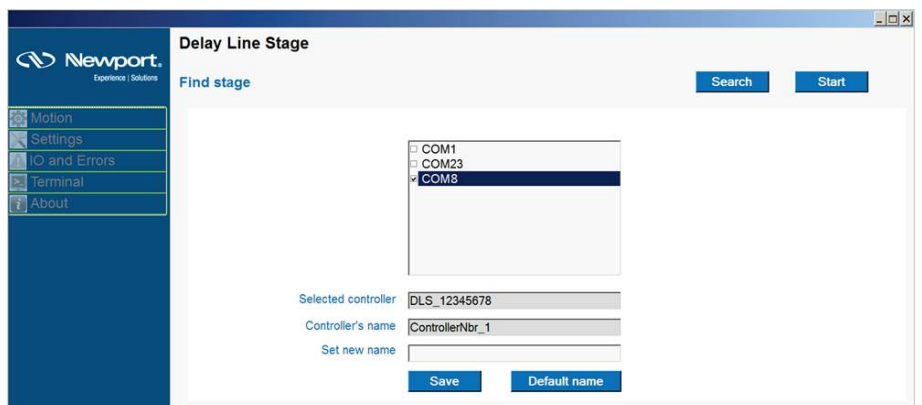 Newport.
Experience | Solutions
Motion
Settings
IO and Errors
Terminal
About
Delay Line Stage
Find stage
Search
Start
COM1
COM23
COM8
Selected controller DLS_12345678
Controller's name ControllerNbr_1
Set new name
Save
Default name